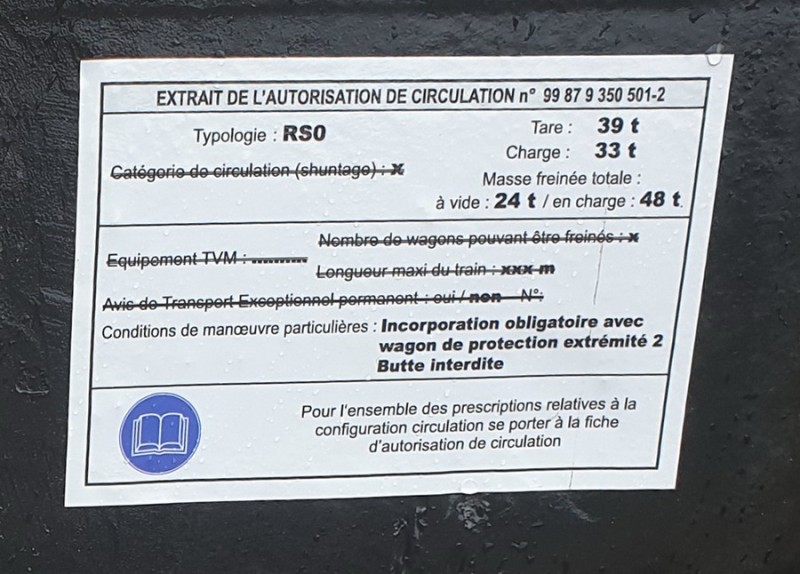 EXTRAIT DE L'AUTORISATION DE CIRCULATION n° 99 87 9 350 501-2
Typologie : RS0
Tare : 39 t
Charge : 33 t
Catégorie de circulation (shuntage) : X
Masse freinée totale :
à vide : 24 t / en charge : 48 t.
Nombre de wagons pouvant être freinés : x
Equipement TVM : ..........
Longueur maxi du train : xxx m
Avis de Transport Exceptionnel permanent : oui / non N°:
Conditions de manœuvre particulières : Incorporation obligatoire avec
wagon de protection extrémité 2
Butte interdite
Pour l'ensemble des prescriptions relatives à la
configuration circulation se porter à la fiche
d'autorisation de circulation